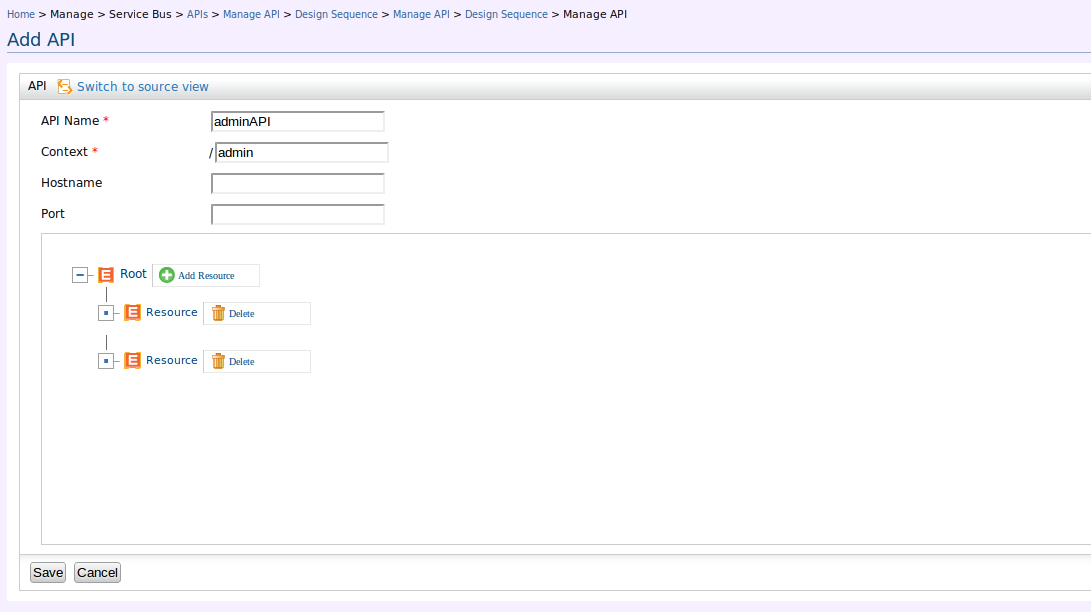 Home > Manage > Service Bus > APIs > Manage API > Design Sequence > Manage API > Design Sequence > Manage API
Add API
API Switch to source view
API Name * adminAPI
Context * / admin
Hostname
Port
Root Add Resource
Resource Delete
Resource Delete
Save Cancel